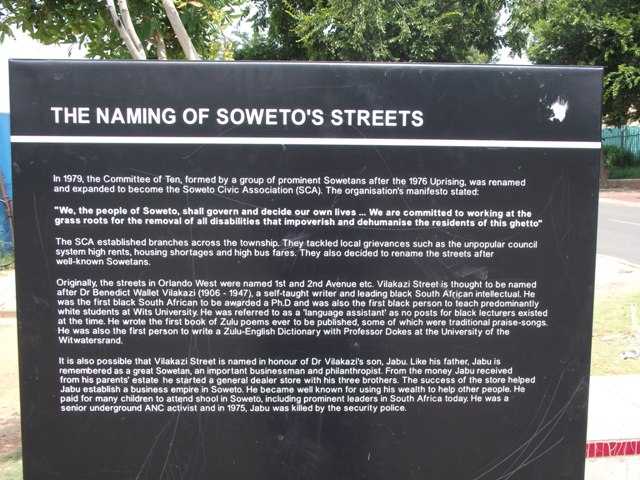 THE NAMING OF SOWETO'S STREETS
In 1979, the Committee of Ten, formed by a group of prominent Sowetans after the 1976 Uprising, was renamed
and expanded to become the Soweto Civic Association (SCA). The organisation's manifesto stated:
"We, the people of Soweto, shall govern and decide our own lives ... We are committed to working at the
grass roots for the removal of all disabilities that impoverish and dehumanise the residents of this ghetto"
The SCA established branches across the township. They tackled local grievances such as the unpopular council
system high rents, housing shortages and high bus fares. They also decided to rename the streets after
well-known Sowetans.
Originally, the streets in Orlando West were named 1st and 2nd Avenue etc. Vilakazi Street is thought to be named
after Dr Benedict Wallet Vilakazi (1906 - 1947), a self-taught writer and leading black South African intellectual. He
was the first black South African to be awarded a Ph.D and was also the first black person to teach predominantly
white students at Wits University. He was referred to as a 'language assistant' as no posts for black lecturers existed
at the time. He wrote the first book of Zulu poems ever to be published, some of which were traditional praise-songs.
He was also the first person to write a Zulu-English Dictionary with Professor Dokes at the University of the
Witwatersrand.
It is also possible that Vilakazi Street is named in honour of Dr Vilakazi's son, Jabu. Like his father, Jabu is
remembered as a great Sowetan, an important businessman and philanthropist. From the money Jabu received
from his parents' estate he started a general dealer store with his three brothers. The success of the store helped
Jabu establish a business empire in Soweto. He became well known for using his wealth to help other people. He
paid for many children to attend shool in Soweto, including prominent leaders in South Africa today. He was a
senior underground ANC activist and in 1975, Jabu was killed by the security police.